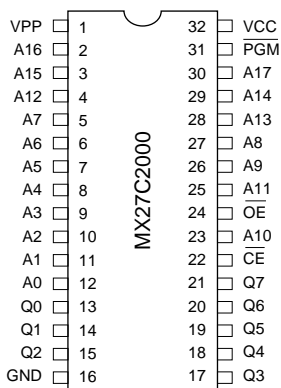 VPP 1 32 VCC
A16 2 31 P̅G̅M̅
A15 3 30 A17
A12 4 29 A14
A7 5 28 A13
A6 6 27 A8
A5 7 26 A9
A4 8 25 A11
A3 9 24 O̅E̅
A2 10 23 A10
A1 11 22 C̅E̅
A0 12 21 Q7
Q0 13 20 Q6
Q1 14 19 Q5
Q2 15 18 Q4
GND 16 17 Q3
MX27C2000